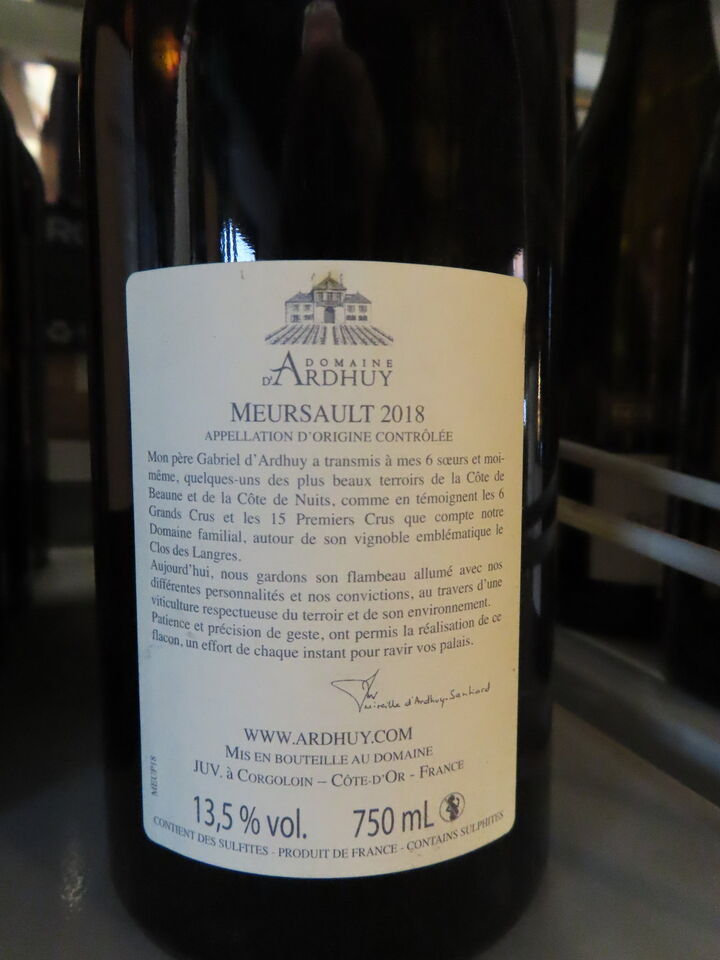 DOMAINE
D'ARDHUY
MEURSAULT 2018
APPELLATION D'ORIGINE CONTRÔLÉE
Mon père Gabriel d'Ardhuy a transmis à mes 6 sœurs et moi-
même, quelques-uns des plus beaux terroirs de la Côte de
Beaune et de la Côte de Nuits, comme en témoignent les 6
Grands Crus et les 15 Premiers Crus que compte notre
Domaine familial, autour de son vignoble emblématique le
Clos des Langres.
Aujourd'hui, nous gardons son flambeau allumé avec nos
différentes personnalités et nos convictions, au travers d'une
viticulture respectueuse du terroir et de son environnement.
Patience et précision de geste, ont permis la réalisation de ce
flacon, un effort de chaque instant pour ravir vos palais.
Mireille d'Ardhuy-Santiard
WWW.ARDHUY.COM
MIS EN BOUTEILLE AU DOMAINE
JUV. à CORGOLOIN – CÔTE-D'OR - FRANCE
MEUP18
13,5 % vol. 750 mL
CONTIENT DES SULFITES - PRODUIT DE FRANCE - CONTAINS SULPHITES